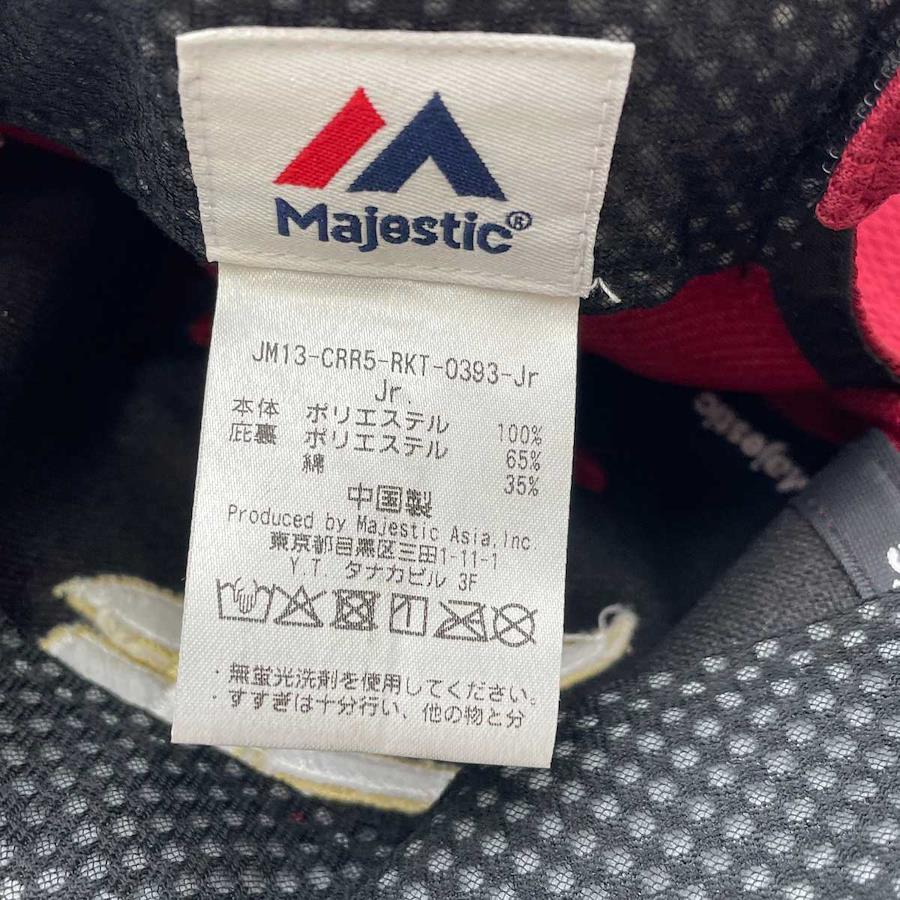 Majestic®
JM13-CRR5-RKT-0393-Jr
Jr.
本体 ポリエステル 100%
庇裏 ポリエステル 65%
綿 35%
中国製
Produced by Majestic Asia,Inc.
東京都目黒区三田1-11-1
Y.T. タナカビル 3F
・無蛍光洗剤を使用してください。
・すすぎは十分行い、他の物と分
Majestic